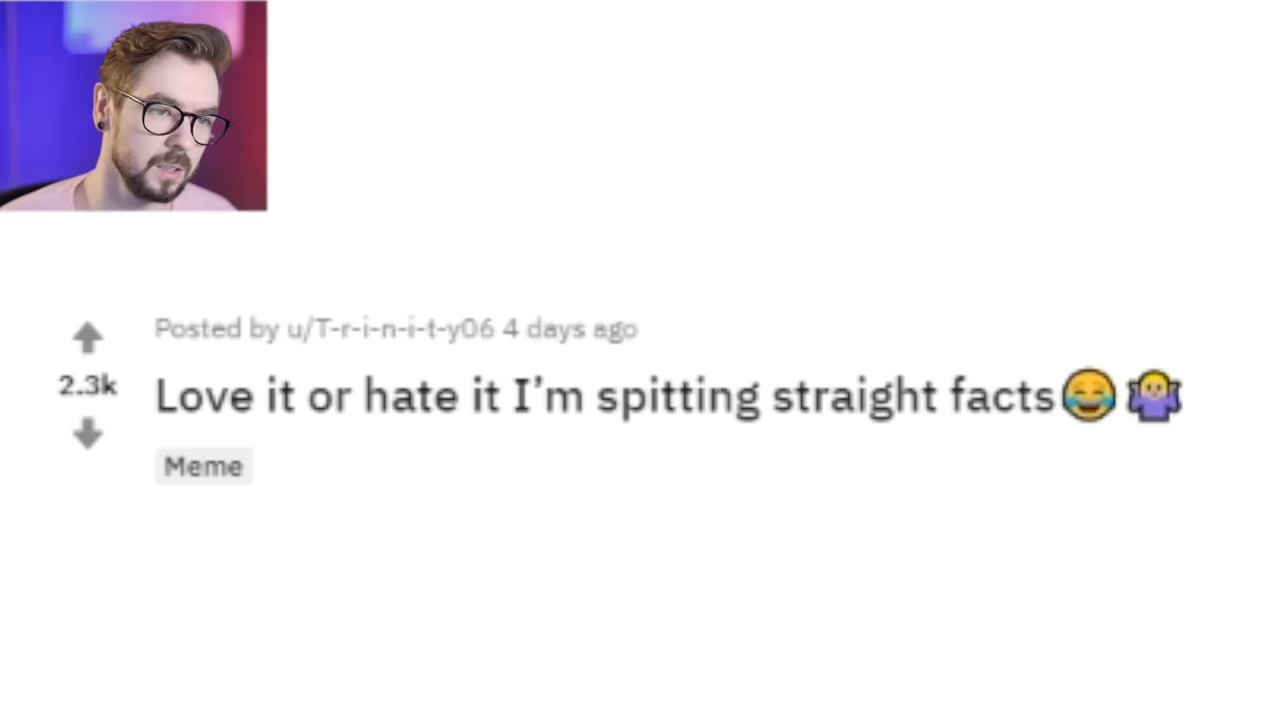 Posted by u/T-r-i-n-i-t-y06 4 days ago
2.3k
Love it or hate it I'm spitting straight facts😂🤷‍♀️
Meme